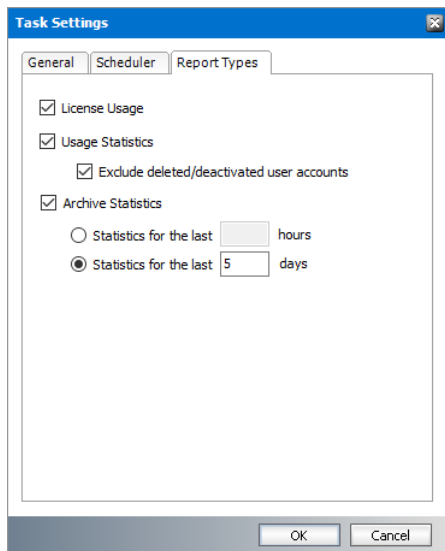 Task Settings
General Scheduler Report Types
License Usage
Usage Statistics
Exclude deleted/deactivated user accounts
Archive Statistics
Statistics for the last hours
Statistics for the last 5 days
OK Cancel